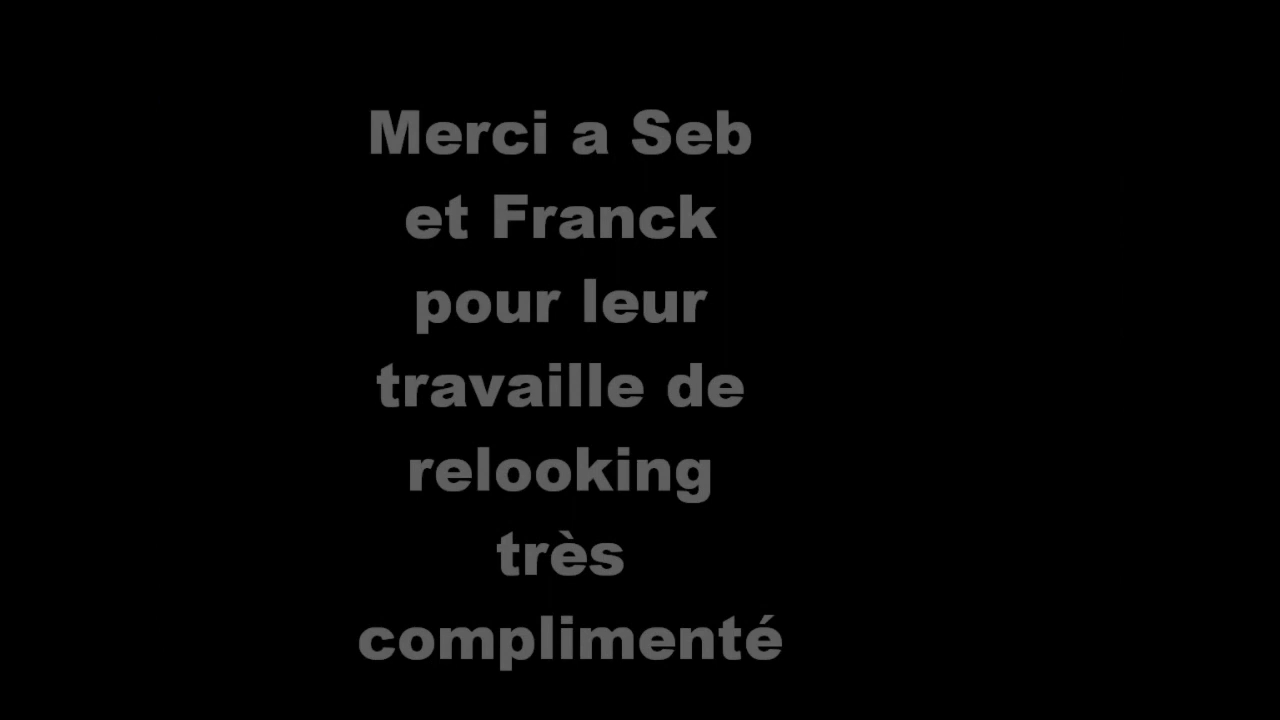 Merci a Seb
et Franck
pour leur
travaille de
relooking
très
complimenté